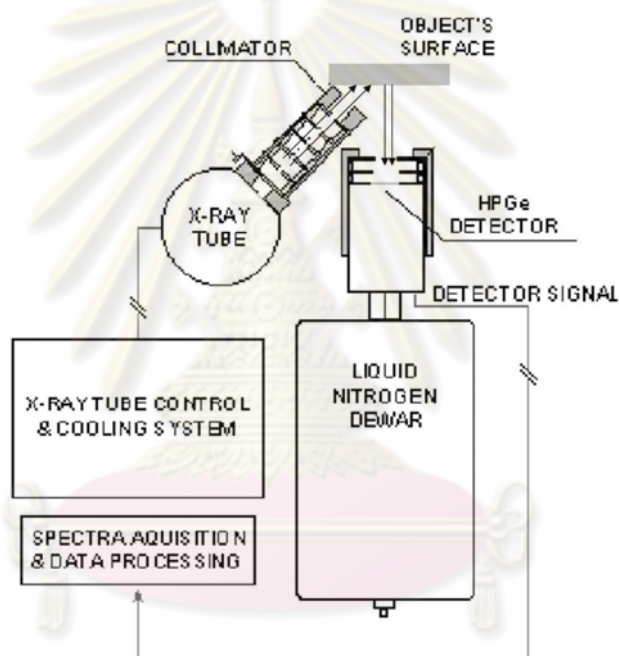 OBJECT'S
SURFACE
COLLMATOR
X-RAY
TUBE
HPGe
DETECTOR
DETECTOR SIGNAL
LIQUID
NITROGEN
DEWAR
X-RAY TUBE CONTROL
& COOLING SYSTEM
SPECTRA AQUISITION
& DATA PROCESSING